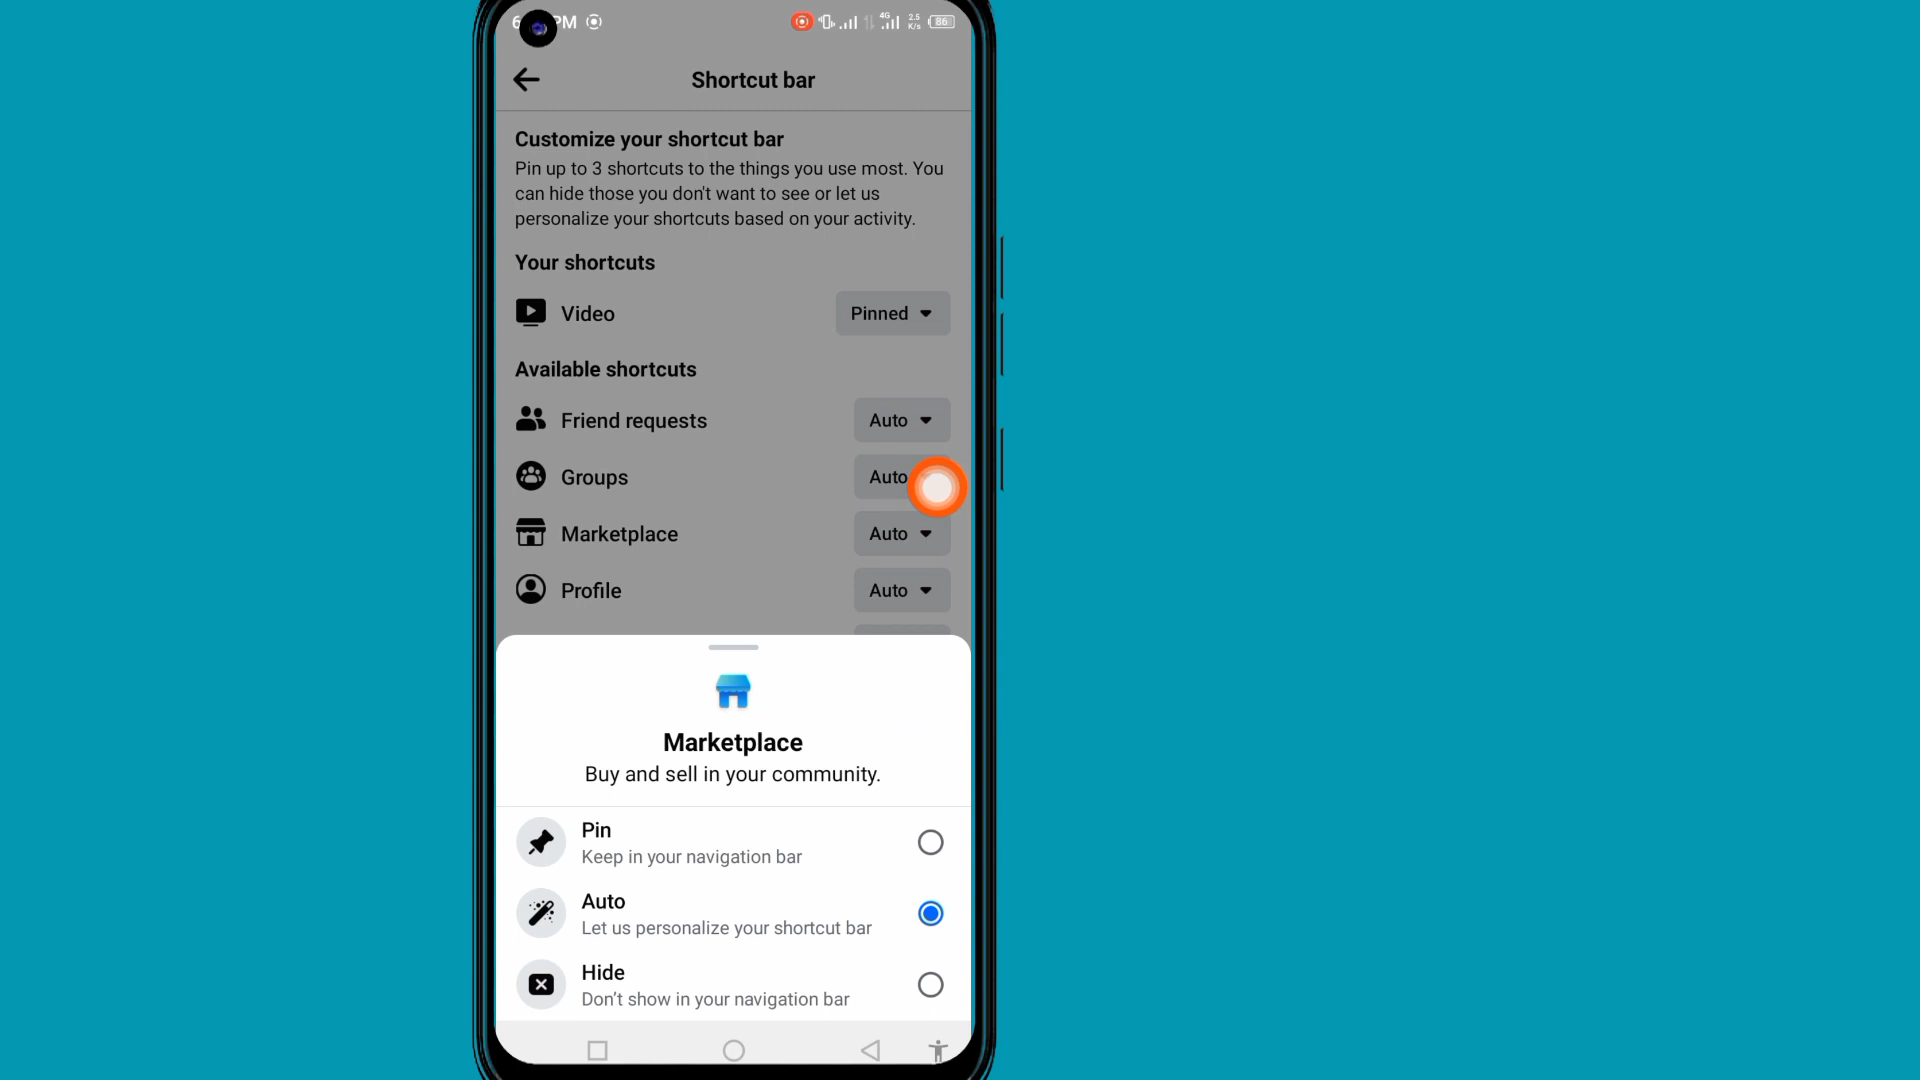 PM
4G
2.5
K/s
86
Shortcut bar
Customize your shortcut bar
Pin up to 3 shortcuts to the things you use most. You
can hide those you don't want to see or let us
personalize your shortcuts based on your activity.
Your shortcuts
Video
Pinned
Available shortcuts
Friend requests
Auto
Groups
Auto
Marketplace
Auto
Profile
Auto
Marketplace
Buy and sell in your community.
Pin
Keep in your navigation bar
Auto
Let us personalize your shortcut bar
Hide
Don't show in your navigation bar